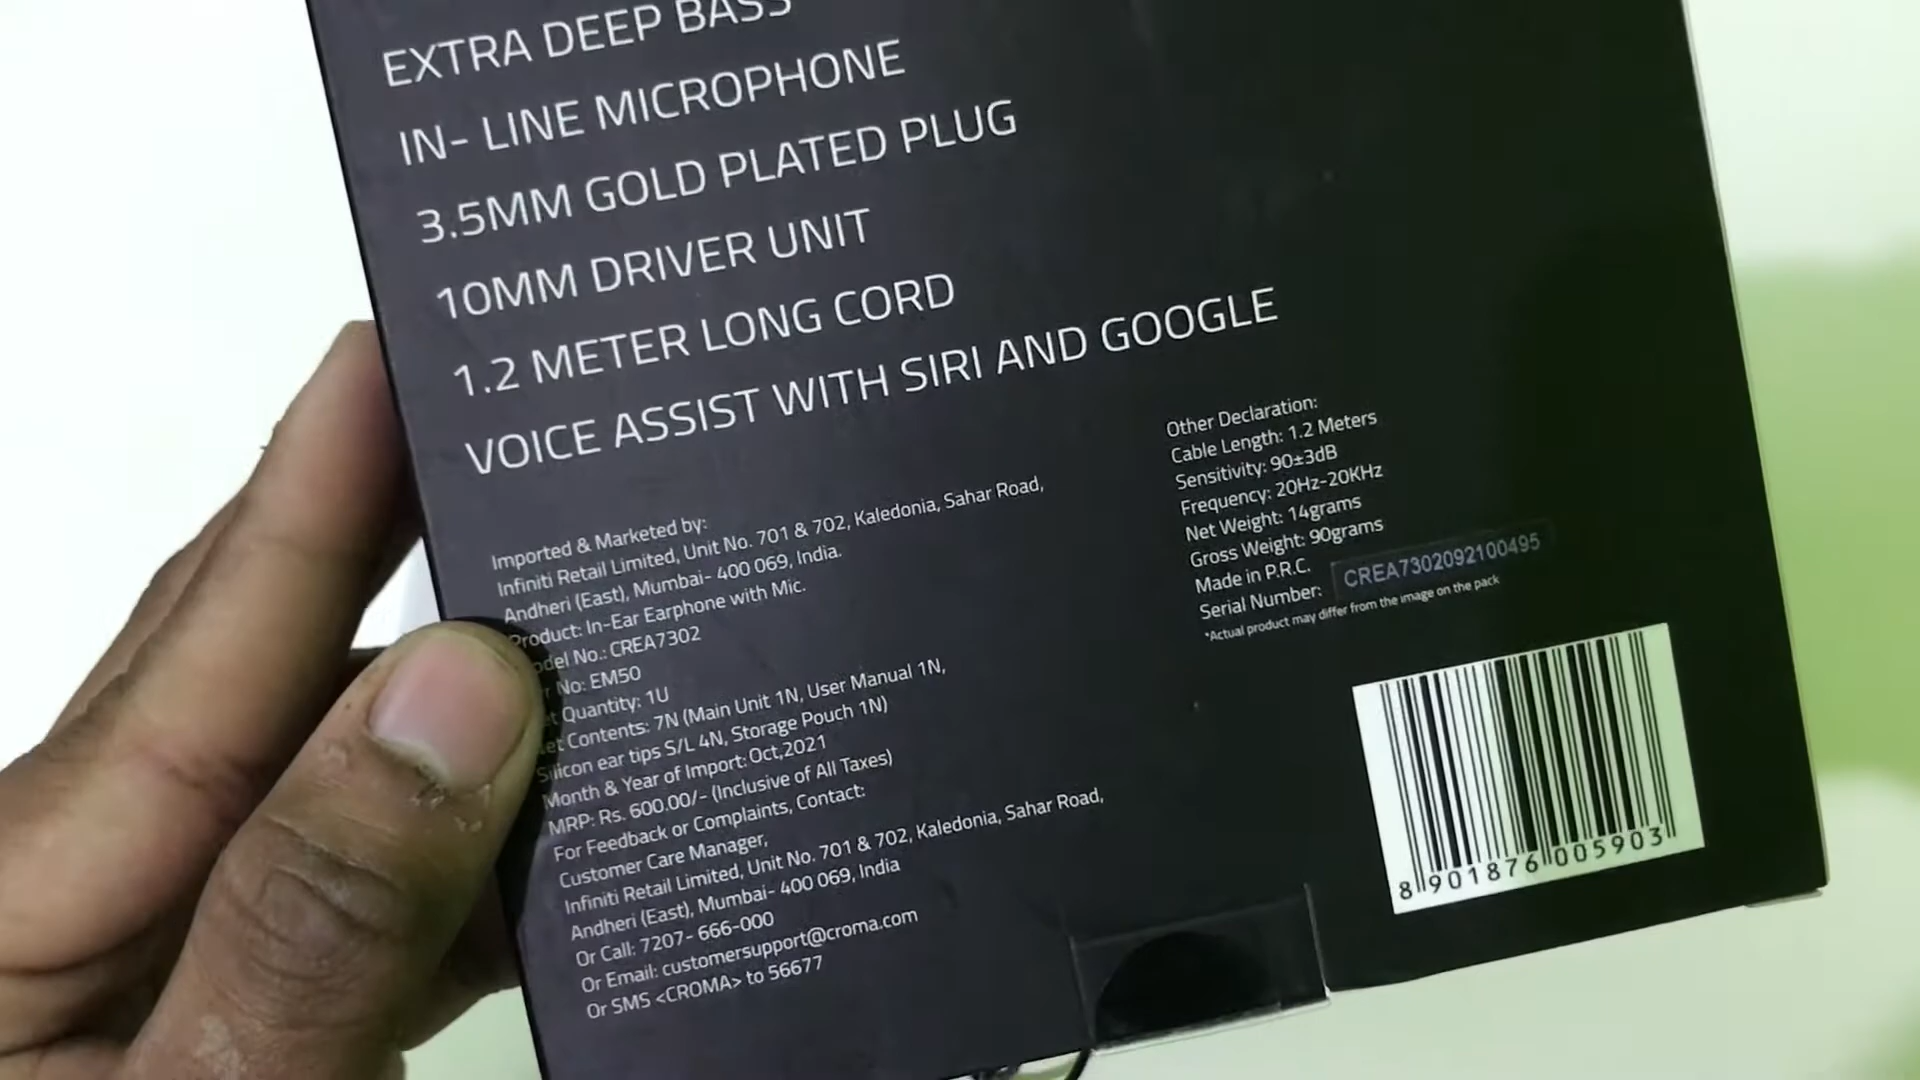 EXTRA DEEP BASS
IN- LINE MICROPHONE
3.5MM GOLD PLATED PLUG
10MM DRIVER UNIT
1.2 METER LONG CORD
VOICE ASSIST WITH SIRI AND GOOGLE
Imported & Marketed by:
Infiniti Retail Limited, Unit No. 701 & 702, Kaledonia, Sahar Road,
Andheri (East), Mumbai- 400 069, India.
Product: In-Ear Earphone with Mic.
No.: CREA7302
No: EM50
Quantity: 1U
Contents: 7N (Main Unit 1N, User Manual 1N,
Silicon ear tips S/L 4N, Storage Pouch 1N)
Month & Year of Import: Oct,2021
MRP: Rs. 600.00/- (Inclusive of All Taxes)
For Feedback or Complaints, Contact:
Customer Care Manager,
Infiniti Retail Limited, Unit No. 701 & 702, Kaledonia, Sahar Road,
Andheri (East), Mumbai- 400 069, India
Or Call: 7207- 666-000
Or Email: customersupport@croma.com
Or SMS <CROMA> to 56677
Other Declaration:
Cable Length: 1.2 Meters
Sensitivity: 90±3dB
Frequency: 20Hz-20KHz
Net Weight: 14grams
Gross Weight: 90grams
Made in P.R.C.
Serial Number: CREA7302092100495
*Actual product may differ from the image on the pack
8 901876 005903